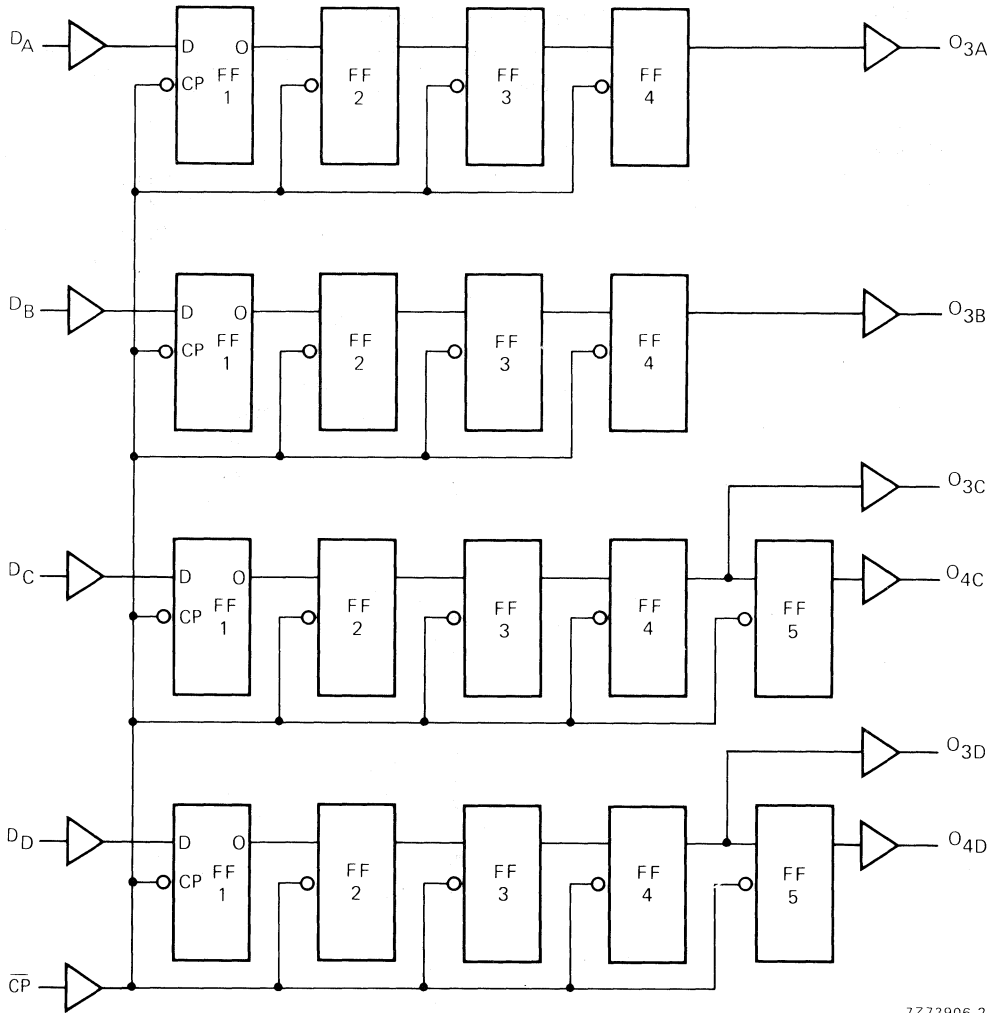 DA D O O3A
CP FF 1 FF 2 FF 3 FF 4
DB D O O3B
CP FF 1 FF 2 FF 3 FF 4
O3C
DC D O O4C
CP FF 1 FF 2 FF 3 FF 4 FF 5
O3D
DD D O O4D
CP FF 1 FF 2 FF 3 FF 4 FF 5
C̅P̅
7Z72906.2